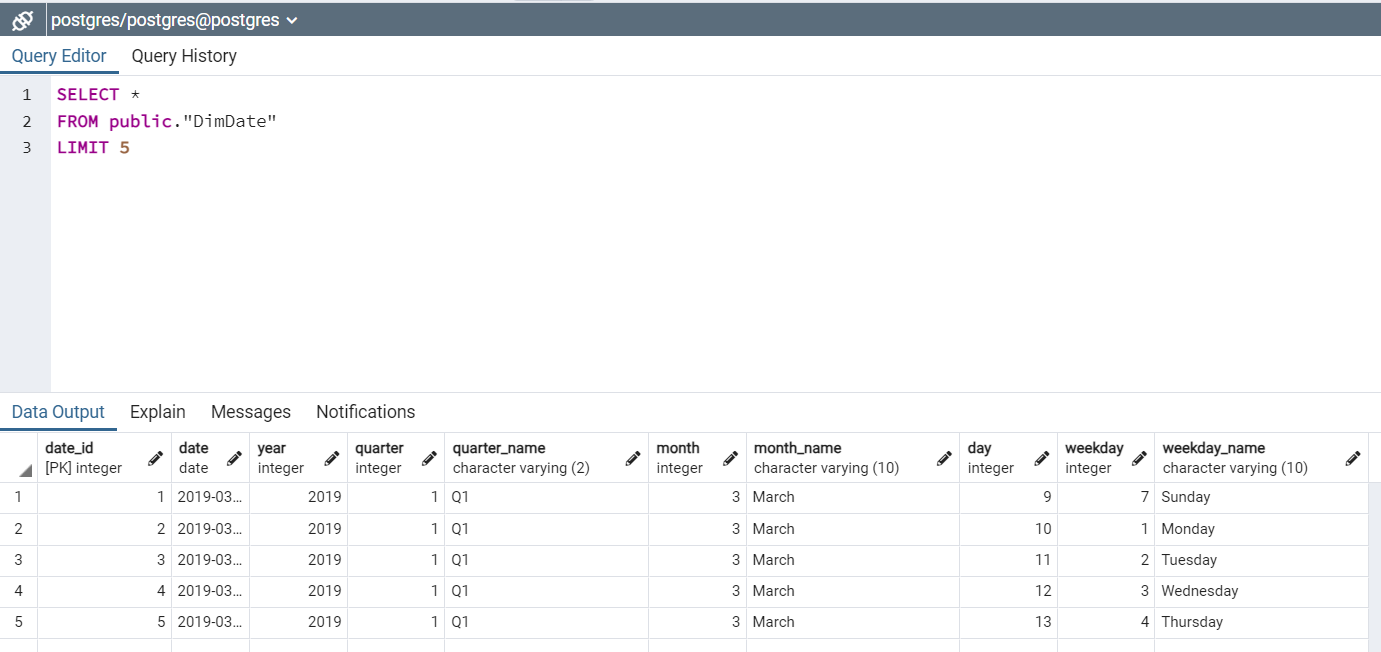 postgres/postgres@postgres
Query Editor Query History
1 SELECT *
2 FROM public."DimDate"
3 LIMIT 5
Data Output Explain Messages Notifications
date_id date year quarter quarter_name month month_name day weekday weekday_name
[PK] integer date integer integer character varying (2) integer character varying (10) integer integer character varying (10)
1 1 2019-03... 2019 1 Q1 3 March 9 7 Sunday
2 2 2019-03... 2019 1 Q1 3 March 10 1 Monday
3 3 2019-03... 2019 1 Q1 3 March 11 2 Tuesday
4 4 2019-03... 2019 1 Q1 3 March 12 3 Wednesday
5 5 2019-03... 2019 1 Q1 3 March 13 4 Thursday